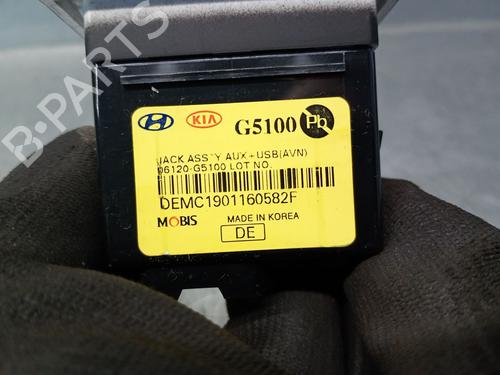 KIA G5100 Pb
JACK ASS'Y AUX+USB(AVN)
96120-G5100 LOT NO.
DEMC1901160582F
MOBIS MADE IN KOREA
DE
B-PARTS